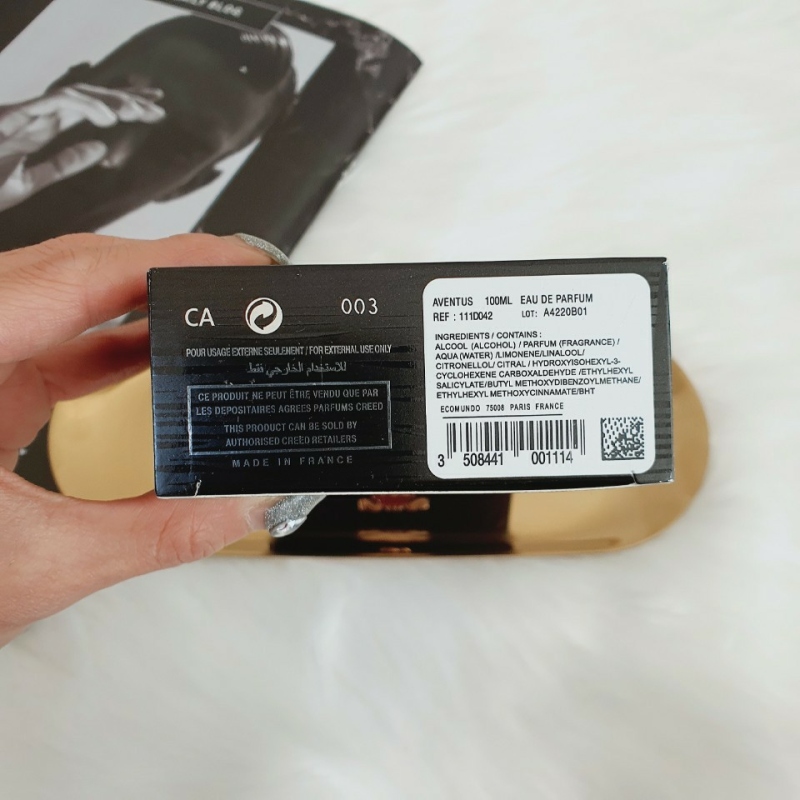 BLOG
CA
003
POUR USAGE EXTERNE SEULEMENT / FOR EXTERNAL USE ONLY
للاستخدام الخارجي فقط
CE PRODUIT NE PEUT ÊTRE VENDU QUE PAR
LES DEPOSITAIRES AGREES PARFUMS CREED
THIS PRODUCT CAN BE SOLD BY
AUTHORISED CREED RETAILERS
MADE IN FRANCE
AVENTUS 100ML EAU DE PARFUM
REF : 111D042 LOT: A4220B01
INGREDIENTS / CONTAINS :
ALCOOL (ALCOHOL) / PARFUM (FRAGRANCE) /
AQUA (WATER) /LIMONENE/LINALOOL/
CITRONELLOL/ CITRAL / HYDROXYISOHEXYL-3-
CYCLOHEXENE CARBOXALDEHYDE /ETHYLHEXYL
SALICYLATE/BUTYL METHOXYDIBENZOYLMETHANE/
ETHYLHEXYL METHOXYCINNAMATE/BHT
ECOMUNDO 75008 PARIS FRANCE
3 508441 001114